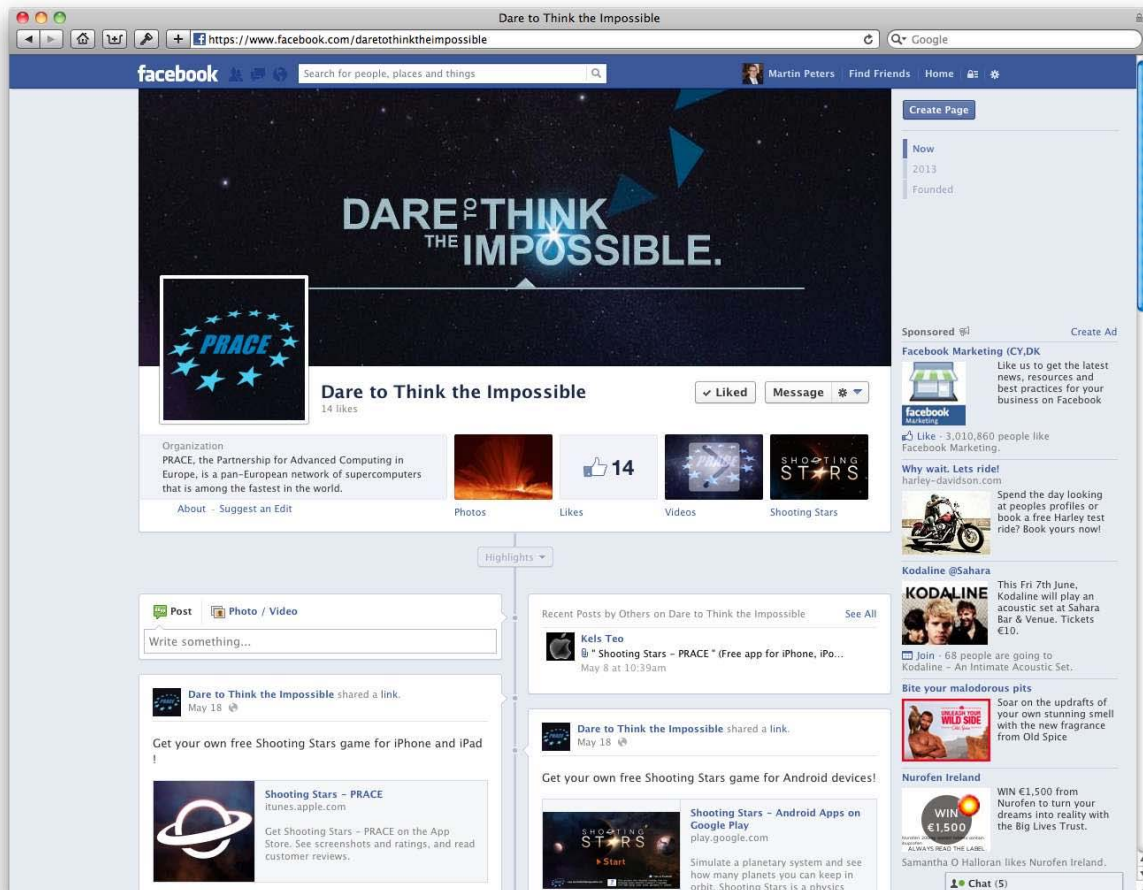 Dare to Think the Impossible
https://www.facebook.com/daretothinktheimpossible
Google
facebook
Search for people, places and things
Martin Peters
Find Friends
Home
DARE TO THINK
THE IMPOSSIBLE.
PRACE
Dare to Think the Impossible
14 likes
Liked
Message
Organization
PRACE, the Partnership for Advanced Computing in
Europe, is a pan-European network of supercomputers
that is among the fastest in the world.
About · Suggest an Edit
14
PRACE
SHOOTING
STARS
Photos
Likes
Videos
Shooting Stars
Highlights
Post
Photo / Video
Write something...
Dare to Think the Impossible shared a link.
May 18
Get your own free Shooting Stars game for iPhone and iPad
!
Shooting Stars – PRACE
itunes.apple.com
Get Shooting Stars – PRACE on the App
Store. See screenshots and ratings, and read
customer reviews.
Recent Posts by Others on Dare to Think the Impossible
See All
Kels Teo
" Shooting Stars – PRACE " (Free app for iPhone, iPo...
May 8 at 10:39am
Dare to Think the Impossible shared a link.
May 18
Get your own free Shooting Stars game for Android devices!
SHOOTING
STARS
Start
Shooting Stars – Android Apps on
Google Play
play.google.com
Simulate a planetary system and see
how many planets you can keep in
orbit. Shooting Stars is a physics
Create Page
Now
2013
Founded
Sponsored
Create Ad
Facebook Marketing (CY,DK
facebook
Marketing
Like us to get the latest
news, resources and
best practices for your
business on Facebook
Like · 3,010,860 people like
Facebook Marketing.
Why wait. Lets ride!
harley-davidson.com
Spend the day looking
at peoples profiles or
book a free Harley test
ride? Book yours now!
Kodaline @Sahara
KODALINE
This Fri 7th June,
Kodaline will play an
acoustic set at Sahara
Bar & Venue. Tickets
€10.
Join · 68 people are going to
Kodaline – An Intimate Acoustic Set.
Bite your malodorous pits
UNLEASH YOUR
WILD SIDE
Soar on the updrafts of
your own stunning smell
with the new fragrance
from Old Spice
Nurofen Ireland
WIN
€1,500
ALWAYS READ THE LABEL
WIN €1,500 from
Nurofen to turn your
dreams into reality with
the Big Lives Trust.
Samantha O Halloran likes Nurofen Ireland.
Chat (5)